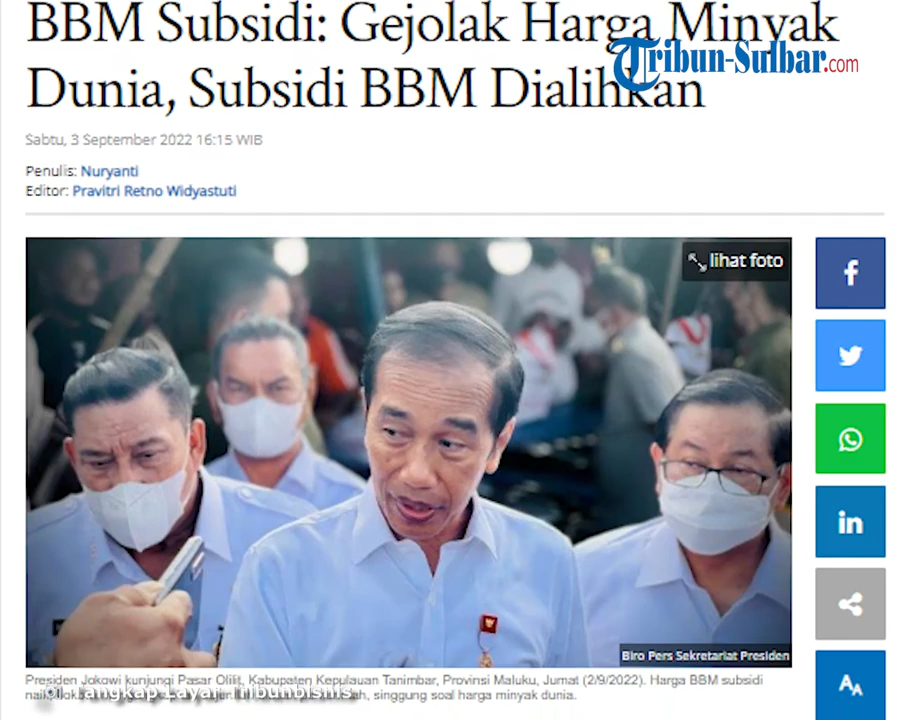 BBM Subsidi: Gejolak Harga Minyak
Tribun-Sulbar.com
Dunia, Subsidi BBM Dialihkan
Sabtu, 3 September 2022 16:15 WIB
Penulis: Nuryanti
Editor: Pravitri Retno Widyastuti
lihat foto
f
in
Biro Pers Sekretariat Presiden
Presiden Jokowi kunjungi Pasar Olilit, Kabupaten Kepulauan Tanimbar, Provinsi Maluku, Jumat (2/9/2022). Harga BBM subsidi
Tangkap Layar Tribunbisnis
singgung soal harga minyak dunia.
AA